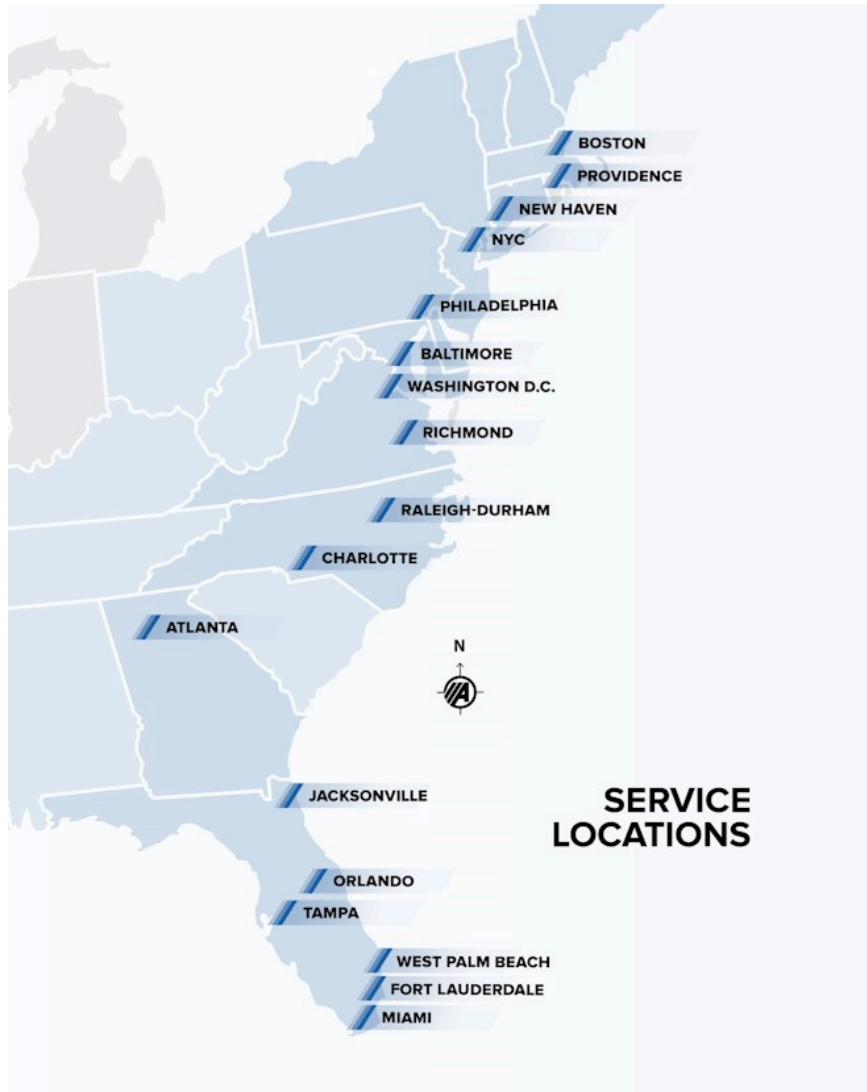 BOSTON
PROVIDENCE
NEW HAVEN
NYC
PHILADELPHIA
BALTIMORE
WASHINGTON D.C.
RICHMOND
RALEIGH-DURHAM
CHARLOTTE
ATLANTA
N
A
JACKSONVILLE
SERVICE
LOCATIONS
ORLANDO
TAMPA
WEST PALM BEACH
FORT LAUDERDALE
MIAMI